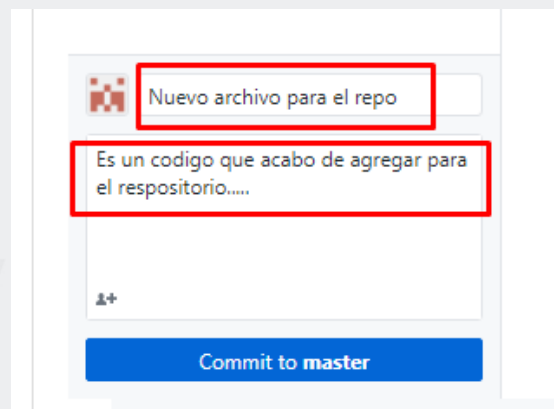 Nuevo archivo para el repo
Es un codigo que acabo de agregar para
el respositorio.....
Commit to master